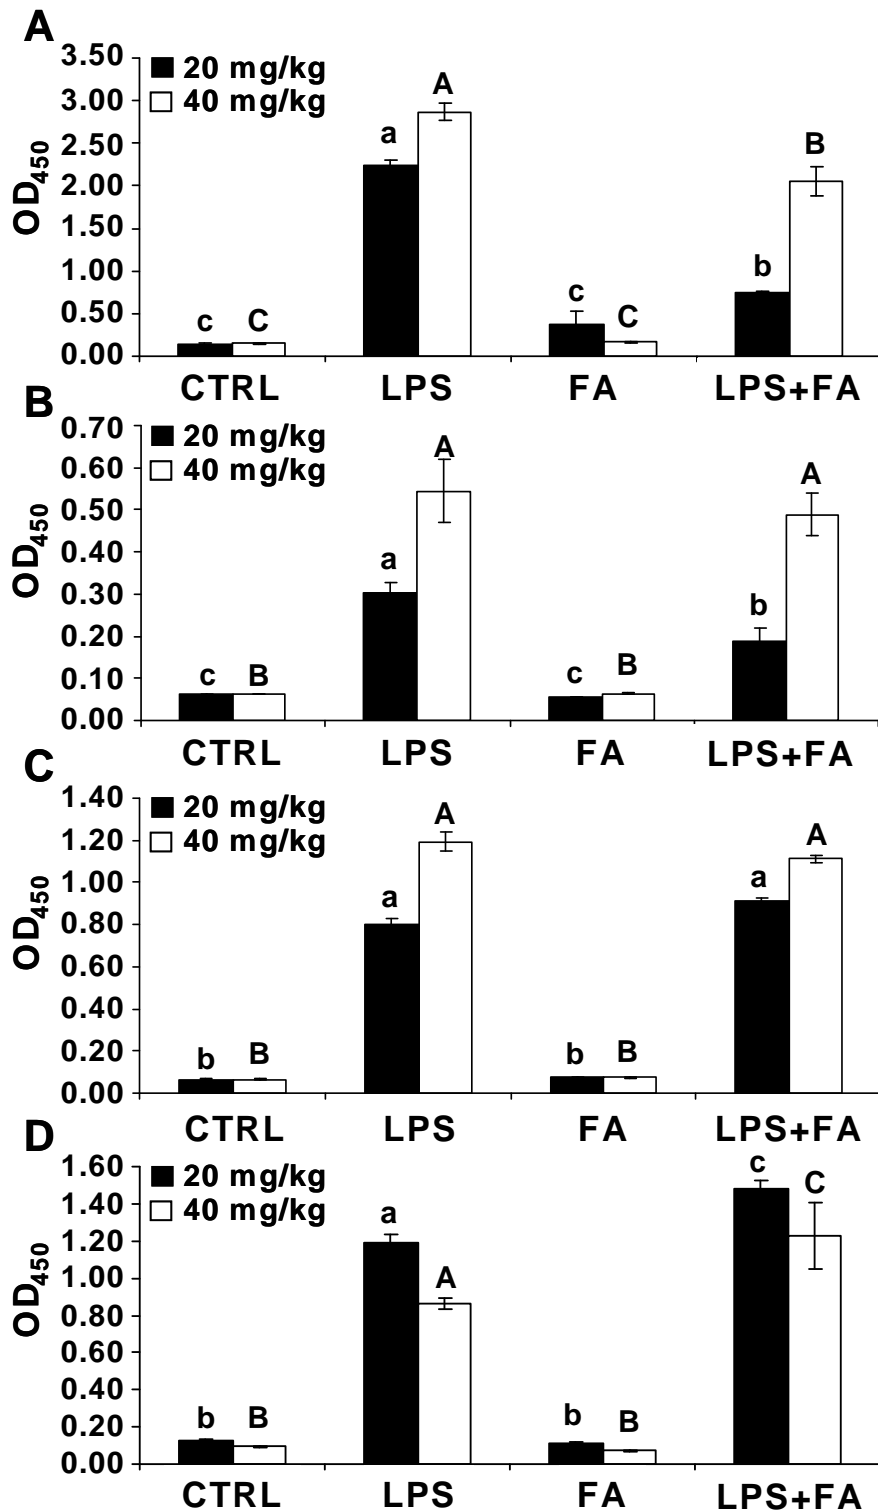 A
3.50
3.00
2.50
2.00
1.50
1.00
0.50
0.00
OD450
20 mg/kg
40 mg/kg
c C a A c C b B
CTRL LPS FA LPS+FA
B
0.70
0.60
0.50
0.40
0.30
0.20
0.10
0.00
OD450
20 mg/kg
40 mg/kg
c B a A c B b A
CTRL LPS FA LPS+FA
C
1.40
1.20
1.00
0.80
0.60
0.40
0.20
0.00
OD450
20 mg/kg
40 mg/kg
b B a A b B a A
CTRL LPS FA LPS+FA
D
1.60
1.40
1.20
1.00
0.80
0.60
0.40
0.20
0.00
OD450
20 mg/kg
40 mg/kg
b B a A b B c C
CTRL LPS FA LPS+FA